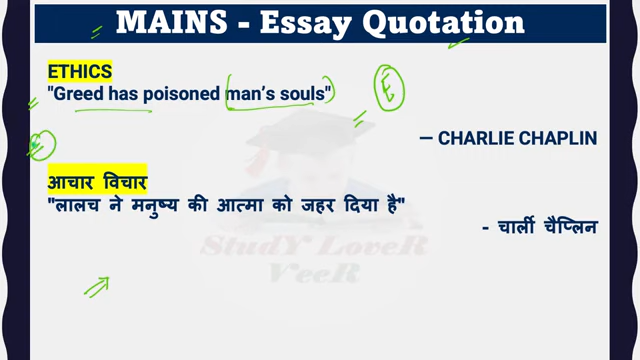 MAINS - Essay Quotation
ETHICS
"Greed has poisoned man's souls"
E
— CHARLIE CHAPLIN
आचार विचार
"लालच ने मनुष्य की आत्मा को जहर दिया है"
- चार्ली चैप्लिन
StudY LoveR
VeeR